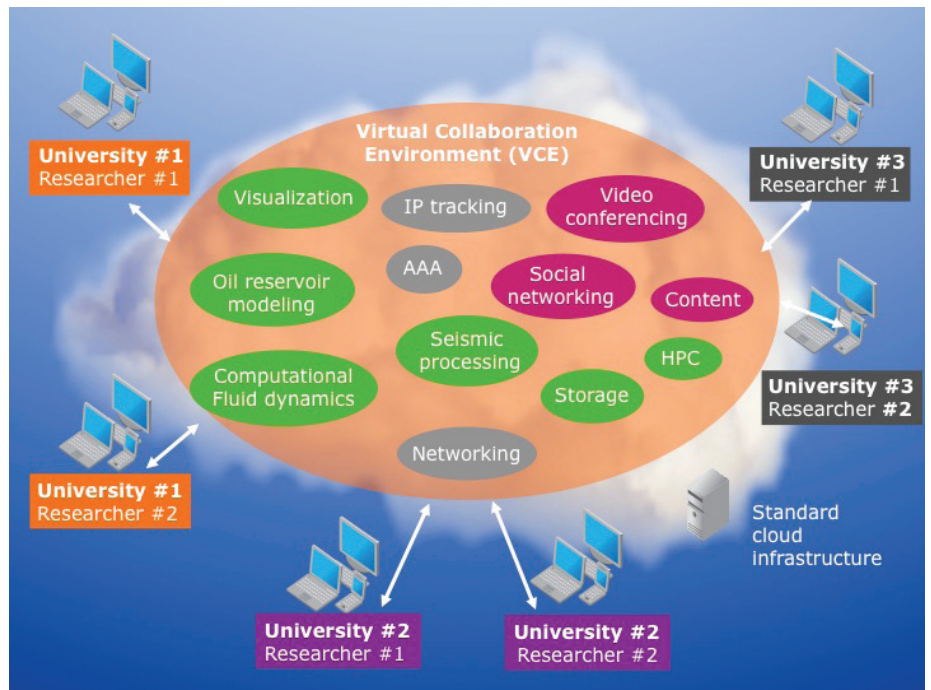 Virtual Collaboration
Environment (VCE)
University #1
Researcher #1
University #3
Researcher #1
Visualization
IP tracking
Video
conferencing
AAA
Oil reservoir
modeling
Social
networking
Content
Seismic
processing
HPC
Computational
Fluid dynamics
Storage
University #3
Researcher #2
Networking
University #1
Researcher #2
Standard
cloud
infrastructure
University #2
Researcher #1
University #2
Researcher #2